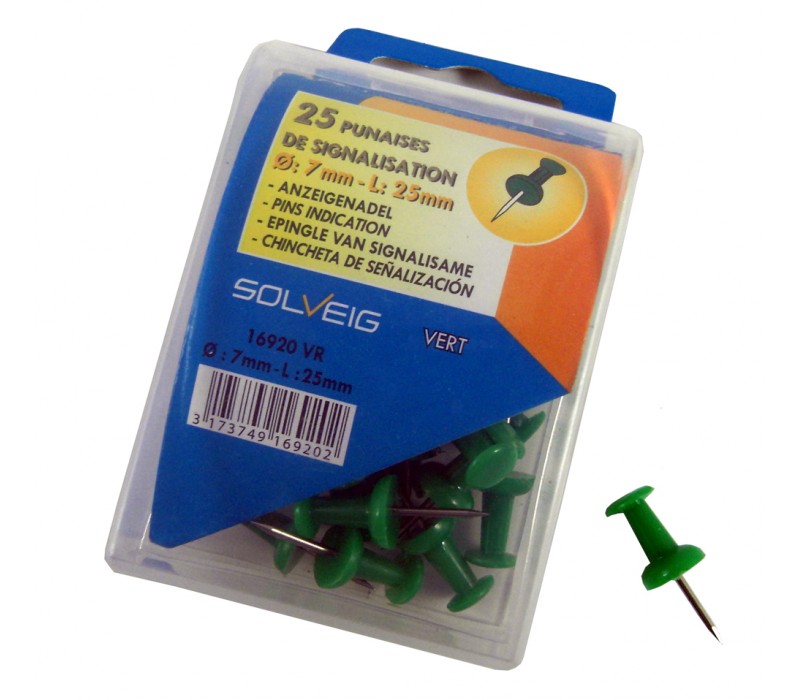 25 PUNAISES
DE SIGNALISATION
Ø: 7mm - L: 25mm
- ANZEIGENADEL
- PINS INDICATION
- EPINGLE VAN SIGNALISAME
- CHINCHETA DE SEÑALIZACIÓN
SOLVEIG
VERT
16920 VR
Ø : 7mm - L :25mm
3 173749 169202